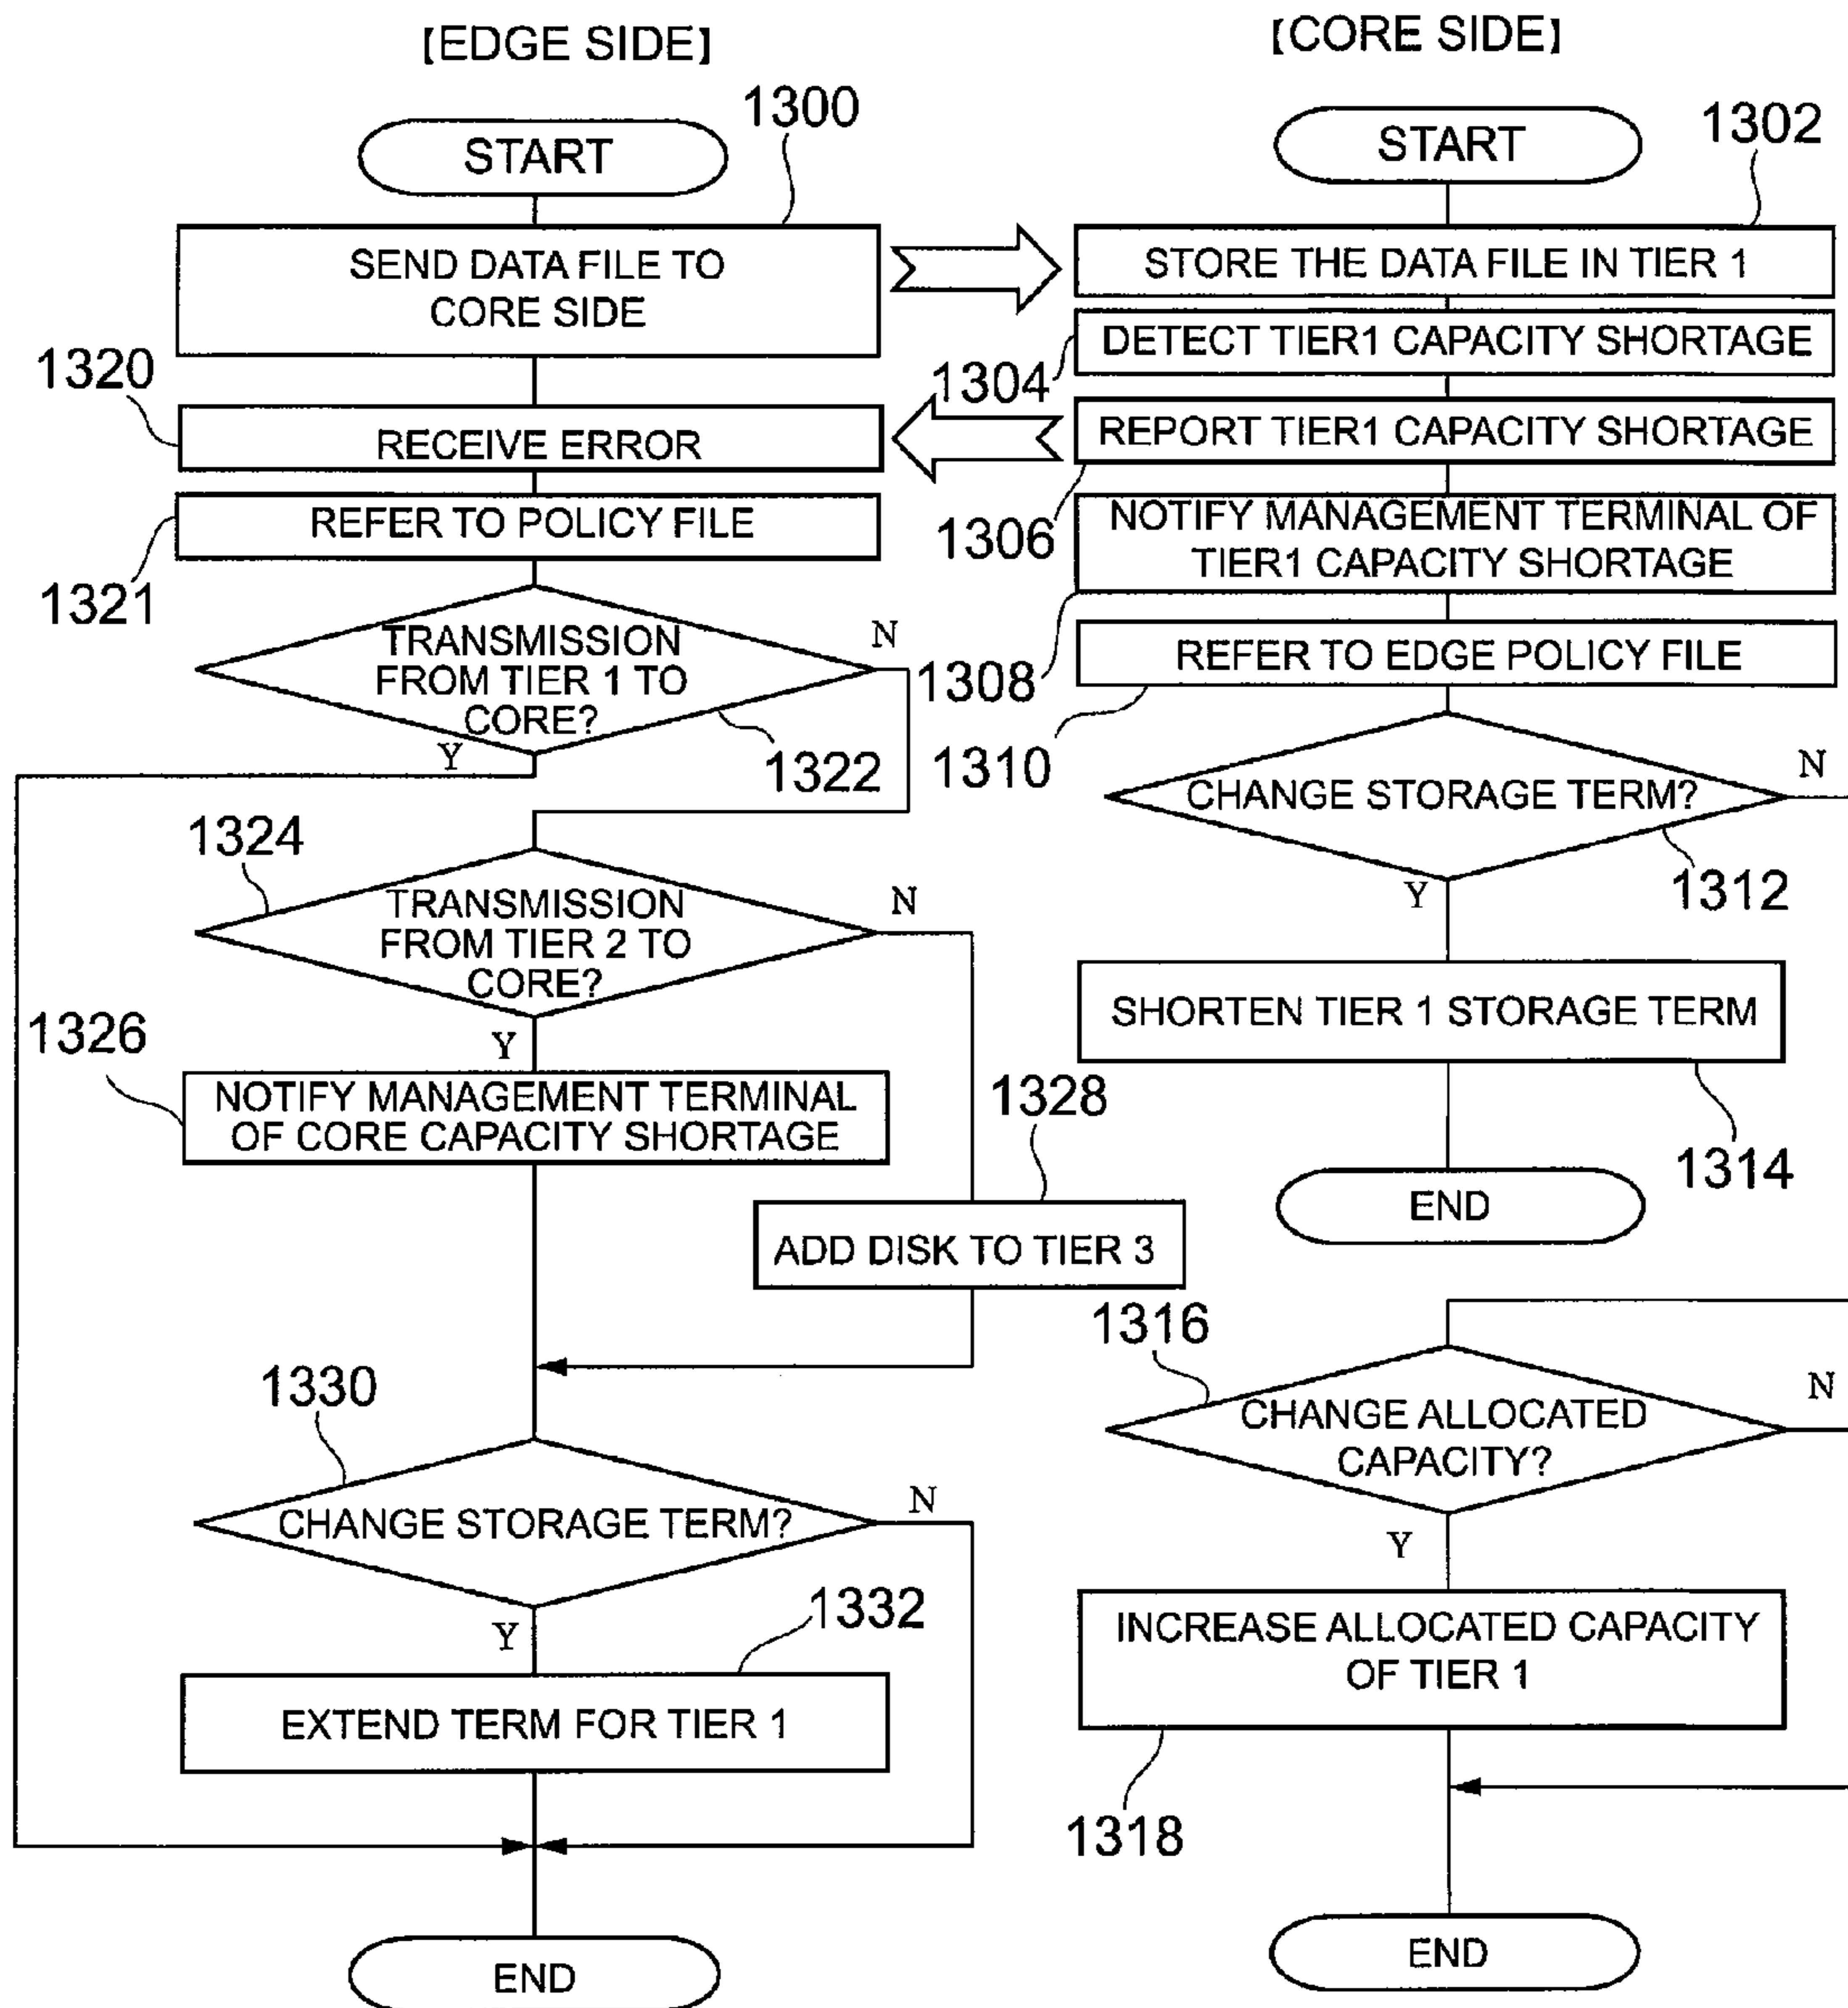 【EDGE SIDE】
START
1300
SEND DATA FILE TO
CORE SIDE
1320
RECEIVE ERROR
REFER TO POLICY FILE
1321
TRANSMISSION
FROM TIER 1 TO
CORE?
N
Y
1322
1324
TRANSMISSION
FROM TIER 2 TO
CORE?
N
Y
1326
NOTIFY MANAGEMENT TERMINAL
OF CORE CAPACITY SHORTAGE
1328
ADD DISK TO TIER 3
1330
CHANGE STORAGE TERM?
N
Y
1332
EXTEND TERM FOR TIER 1
END
【CORE SIDE】
START
1302
STORE THE DATA FILE IN TIER 1
DETECT TIER1 CAPACITY SHORTAGE
1304
REPORT TIER1 CAPACITY SHORTAGE
1306
NOTIFY MANAGEMENT TERMINAL OF
TIER1 CAPACITY SHORTAGE
1308
REFER TO EDGE POLICY FILE
1310
CHANGE STORAGE TERM?
N
1312
Y
SHORTEN TIER 1 STORAGE TERM
1314
END
1316
CHANGE ALLOCATED
CAPACITY?
N
Y
INCREASE ALLOCATED CAPACITY
OF TIER 1
1318
END